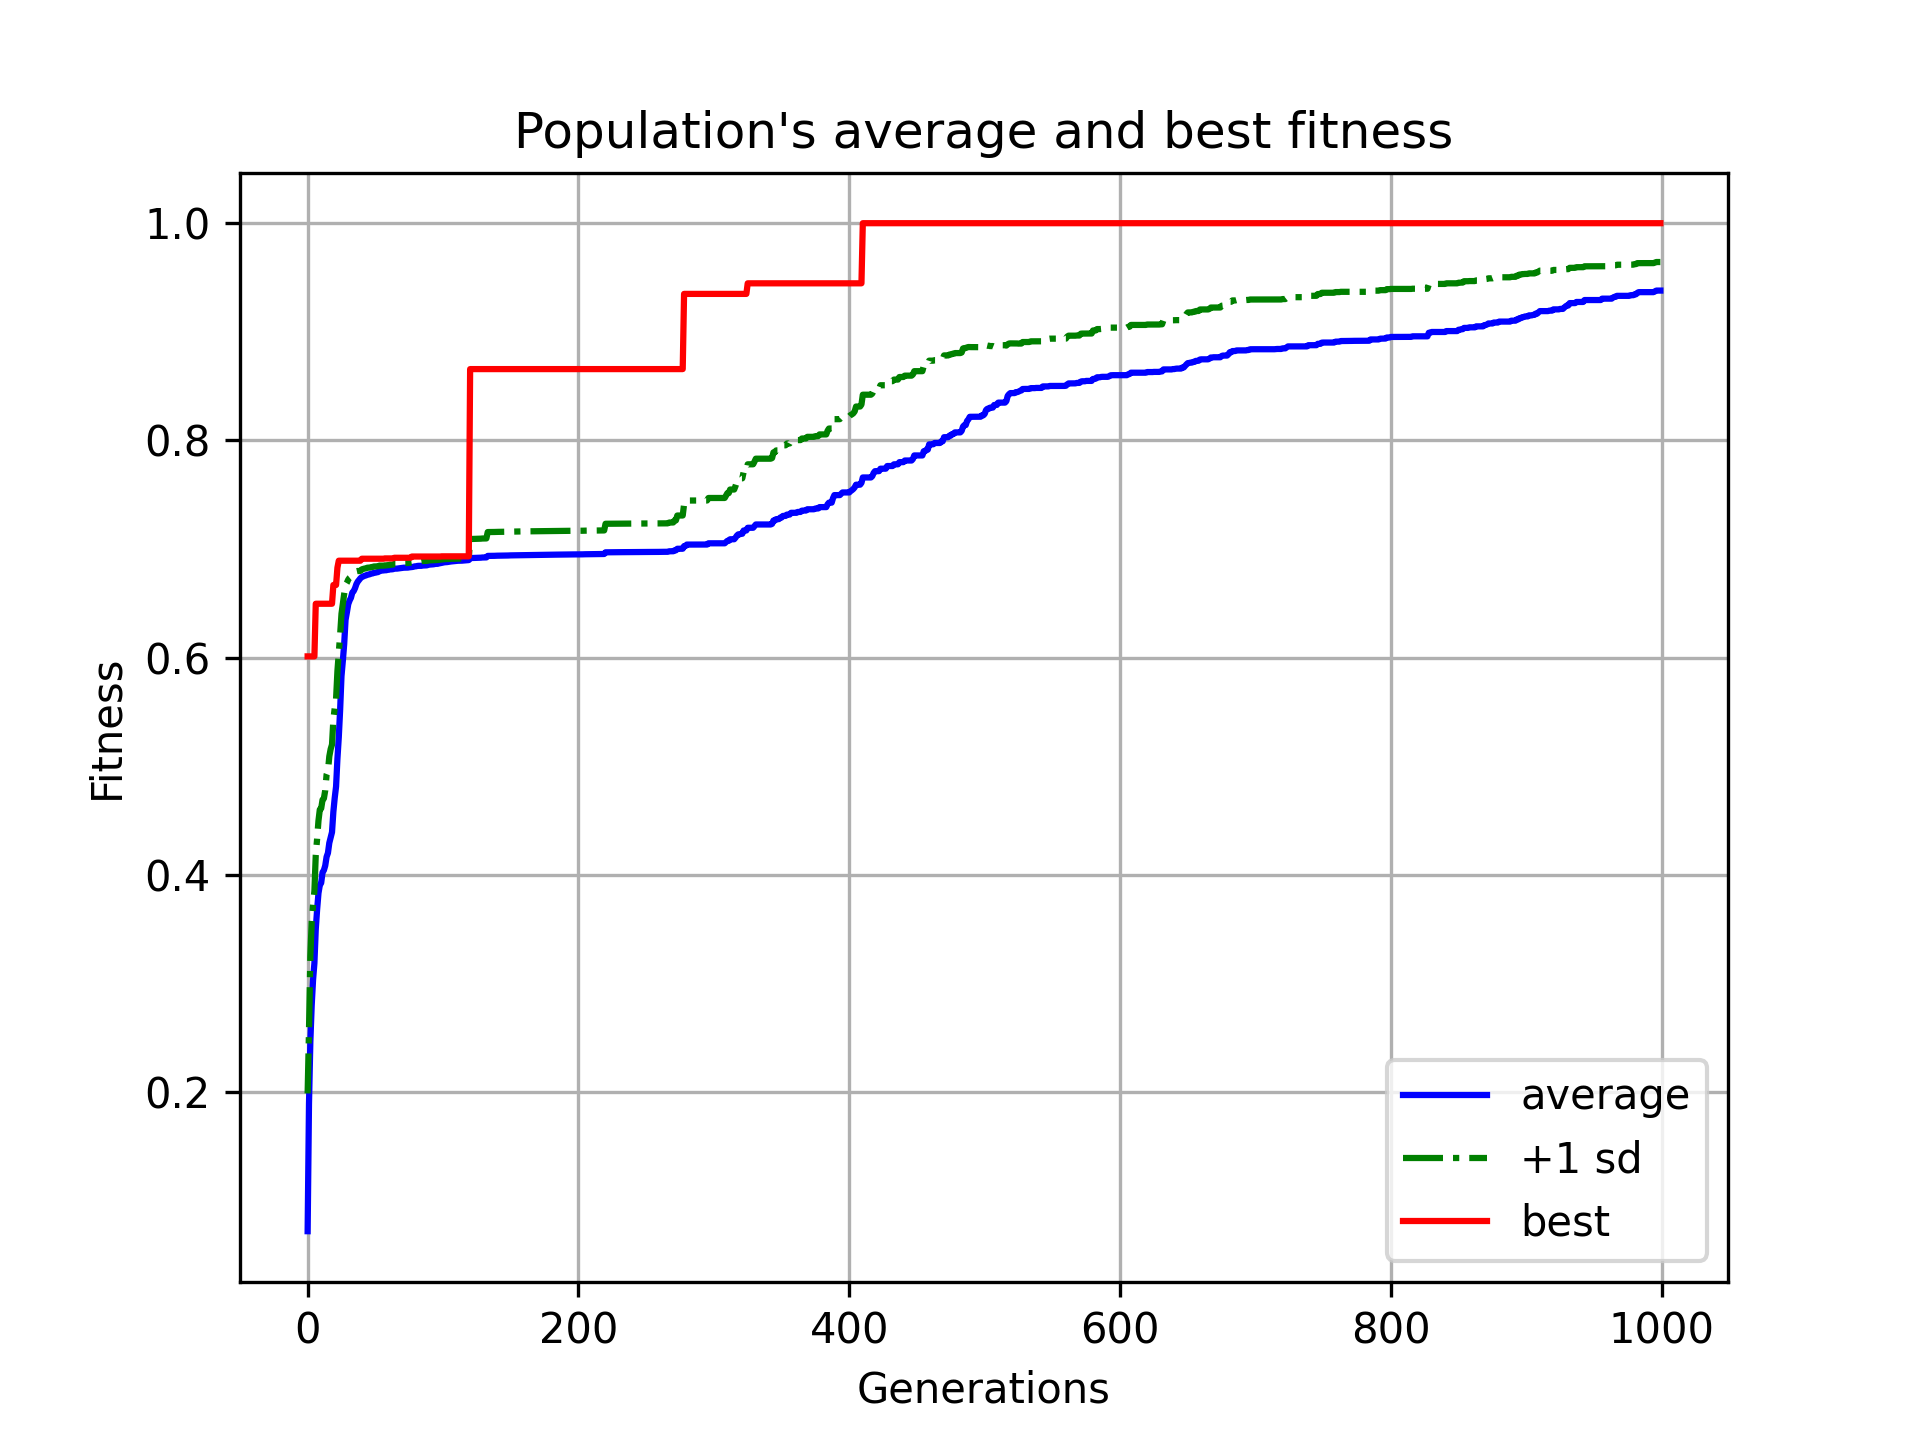 Population's average and best fitness
1.0
0.8
0.6
0.4
0.2
Fitness
0 200 400 600 800 1000
Generations
average
+1 sd
best